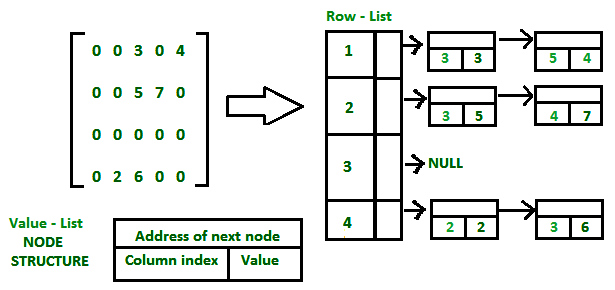 Row - List
0 0 3 0 4
0 0 5 7 0
0 0 0 0 0
0 2 6 0 0
1
3 3
5 4
2
3 5
4 7
3
NULL
4
2 2
3 6
Value - List
NODE
STRUCTURE
Address of next node
Column index Value